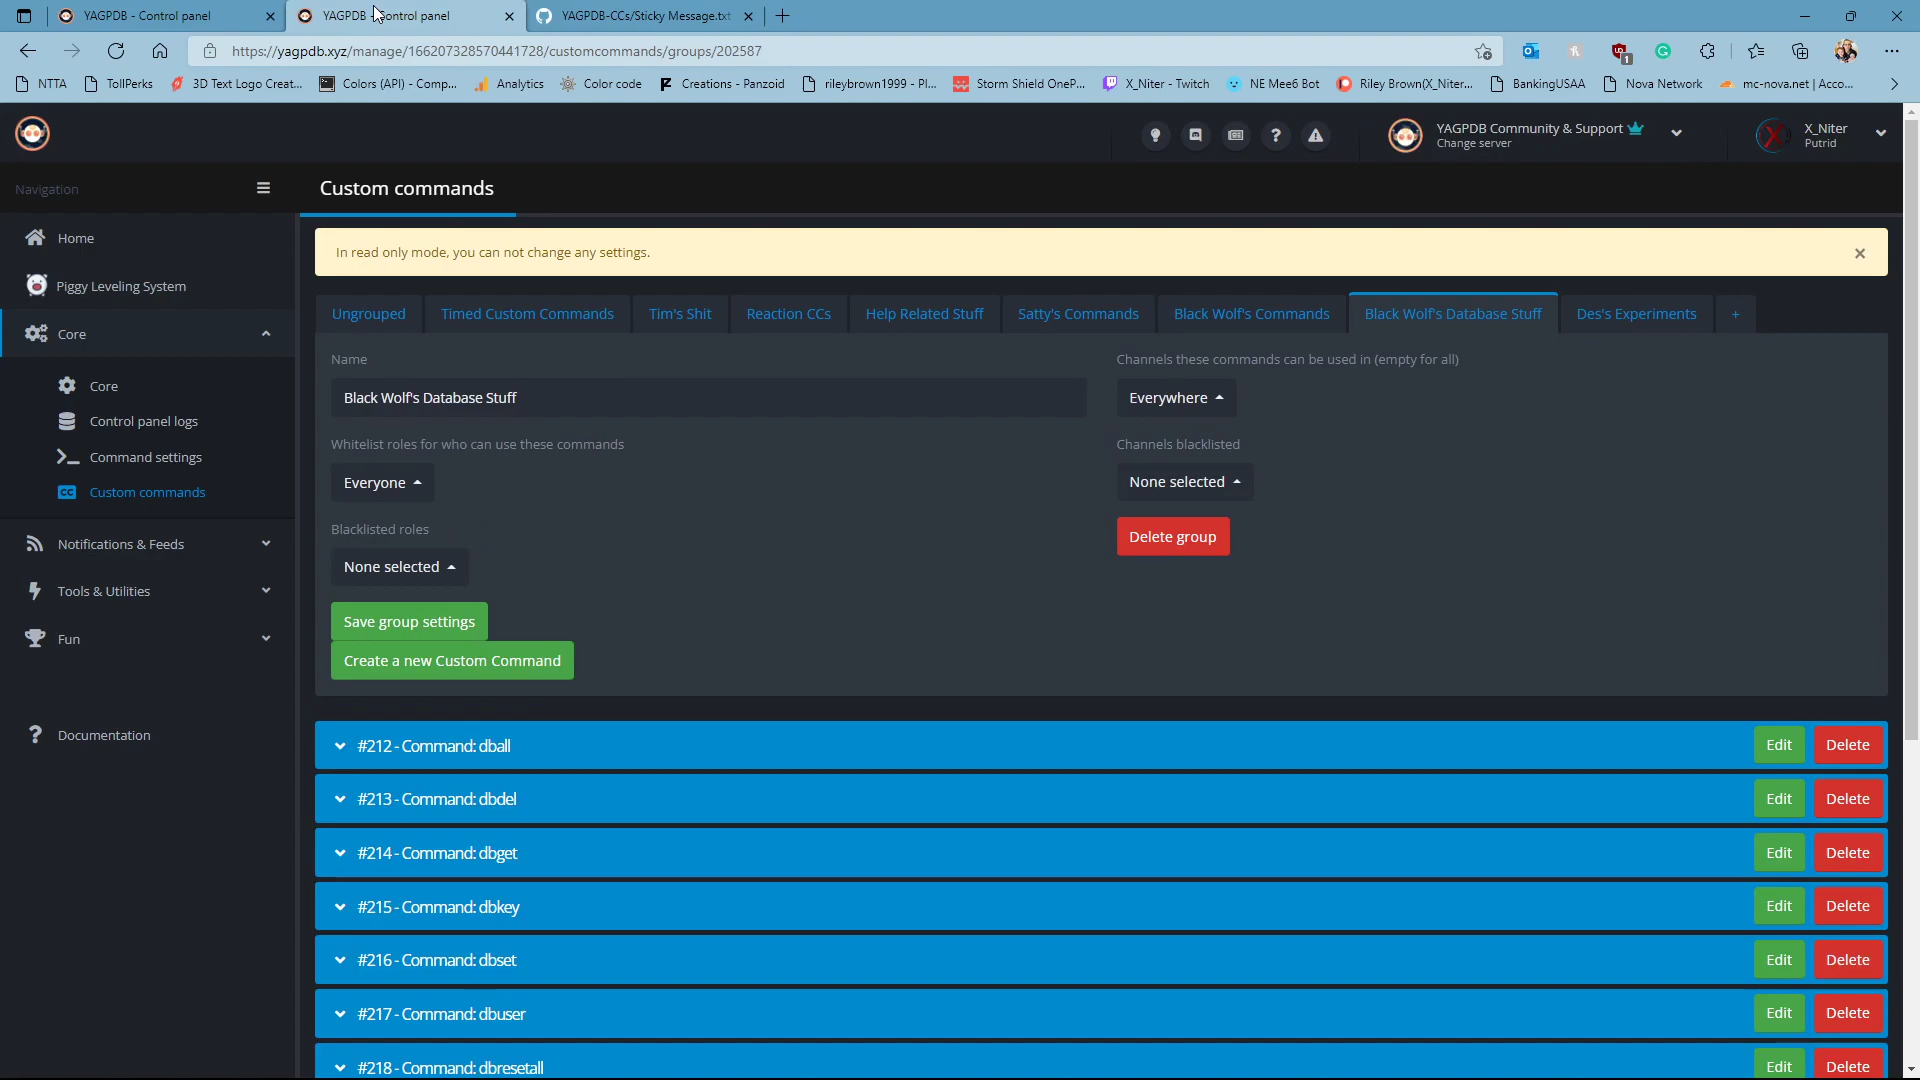 YAGPDB - Control panel
YAGPDB - Control panel
YAGPDB-CCs/Sticky Message.txt
https://yagpdb.xyz/manage/166207328570441728/customcommands/groups/202587
NTTA
TollPerks
3D Text Logo Creat...
Colors (API) - Comp...
Analytics
Color code
Creations - Panzoid
rileybrown1999 - Pl...
Storm Shield OneP...
X_Niter - Twitch
NE Mee6 Bot
Riley Brown(X_Niter...
BankingUSAA
Nova Network
mc-nova.net | Acco...
YAGPDB Community & Support
Change server
X_Niter
Putrid
Navigation
Custom commands
Home
Piggy Leveling System
Core
Core
Control panel logs
Command settings
Custom commands
Notifications & Feeds
Tools & Utilities
Fun
Documentation
In read only mode, you can not change any settings.
Ungrouped
Timed Custom Commands
Tim's Shit
Reaction CCs
Help Related Stuff
Satty's Commands
Black Wolf's Commands
Black Wolf's Database Stuff
Des's Experiments
+
Name
Black Wolf's Database Stuff
Channels these commands can be used in (empty for all)
Everywhere
Whitelist roles for who can use these commands
Everyone
Channels blacklisted
None selected
Blacklisted roles
None selected
Delete group
Save group settings
Create a new Custom Command
#212 - Command: dball
Edit
Delete
#213 - Command: dbdel
Edit
Delete
#214 - Command: dbget
Edit
Delete
#215 - Command: dbkey
Edit
Delete
#216 - Command: dbset
Edit
Delete
#217 - Command: dbuser
Edit
Delete
#218 - Command: dbresetall
Edit
Delete